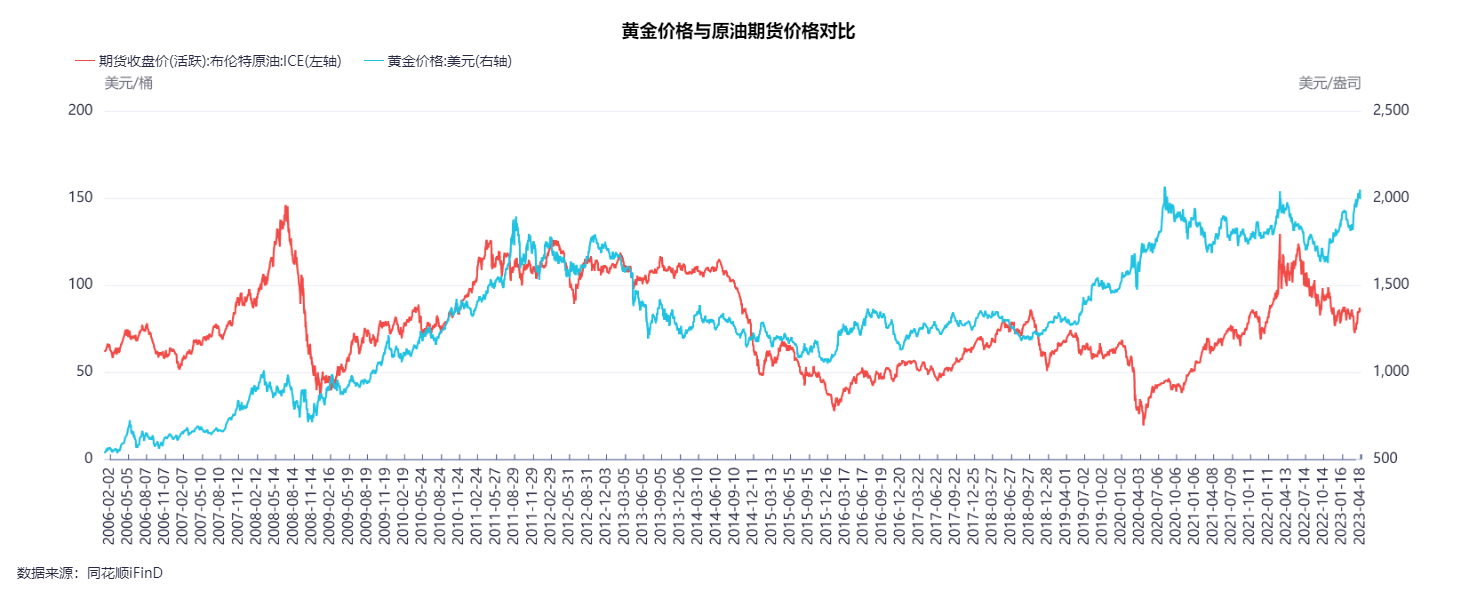 黄金价格与原油期货价格对比
期货收盘价(活跃):布伦特原油:ICE(左轴) 黄金价格:美元(右轴)
美元/桶 美元/盎司
200 2,500
150 2,000
100 1,500
50 1,000
0 500
2006-02-02 2006-05-05 2006-08-07 2006-11-07 2007-02-07 2007-05-10 2007-08-10 2007-11-12 2008-02-12 2008-05-14 2008-08-14 2008-11-14 2009-02-16 2009-05-19 2009-08-19 2009-11-19 2010-02-19 2010-05-24 2010-08-24 2010-11-24 2011-02-24 2011-05-27 2011-08-29 2011-11-29 2012-02-29 2012-05-31 2012-08-31 2012-12-03 2013-03-05 2013-06-05 2013-09-05 2013-12-06 2014-03-10 2014-06-10 2014-09-10 2014-12-11 2015-03-13 2015-06-15 2015-09-15 2015-12-16 2016-03-17 2016-06-17 2016-09-19 2016-12-20 2017-03-22 2017-06-22 2017-09-22 2017-12-25 2018-03-27 2018-06-27 2018-09-27 2018-12-28 2019-04-01 2019-07-02 2019-10-02 2020-01-02 2020-04-03 2020-07-06 2020-10-06 2021-01-06 2021-04-08 2021-07-09 2021-10-11 2022-01-11 2022-04-13 2022-07-14 2022-10-14 2023-01-16 2023-04-18
数据来源：同花顺iFinD